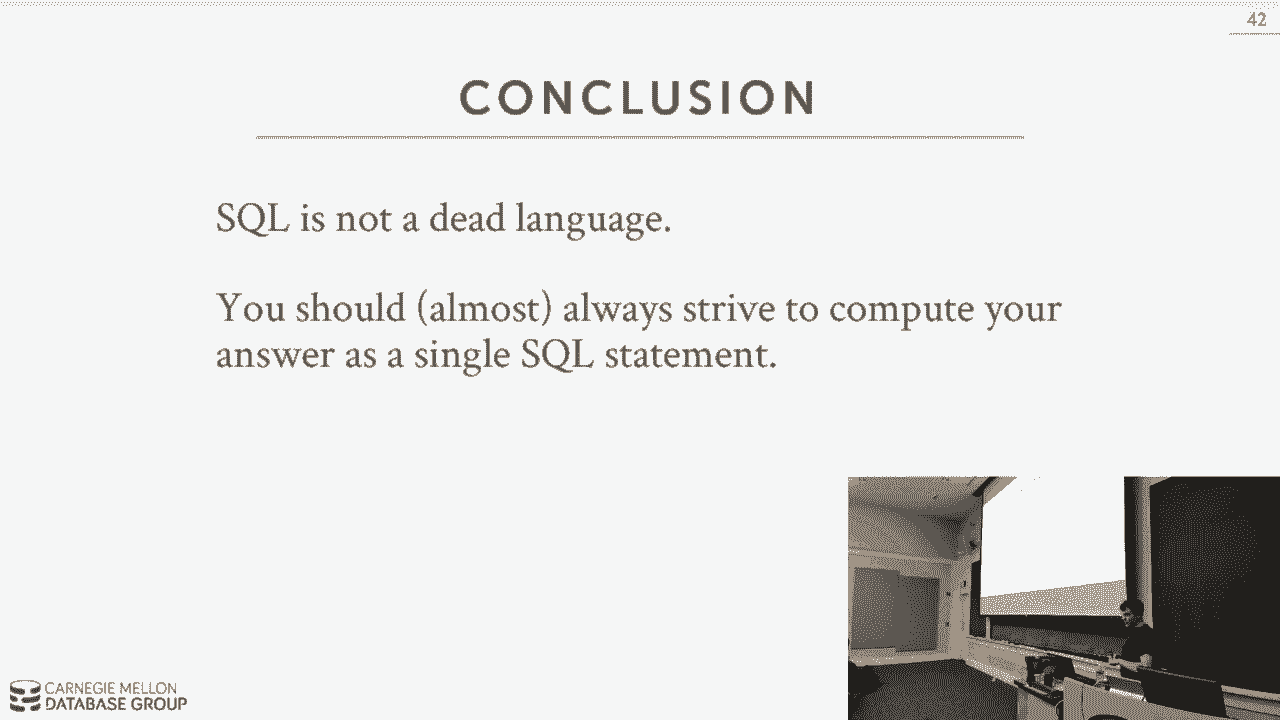 42
CONCLUSION
SQL is not a dead language.
You should (almost) always strive to compute your
answer as a single SQL statement.
CARNEGIE MELLON
DATABASE GROUP